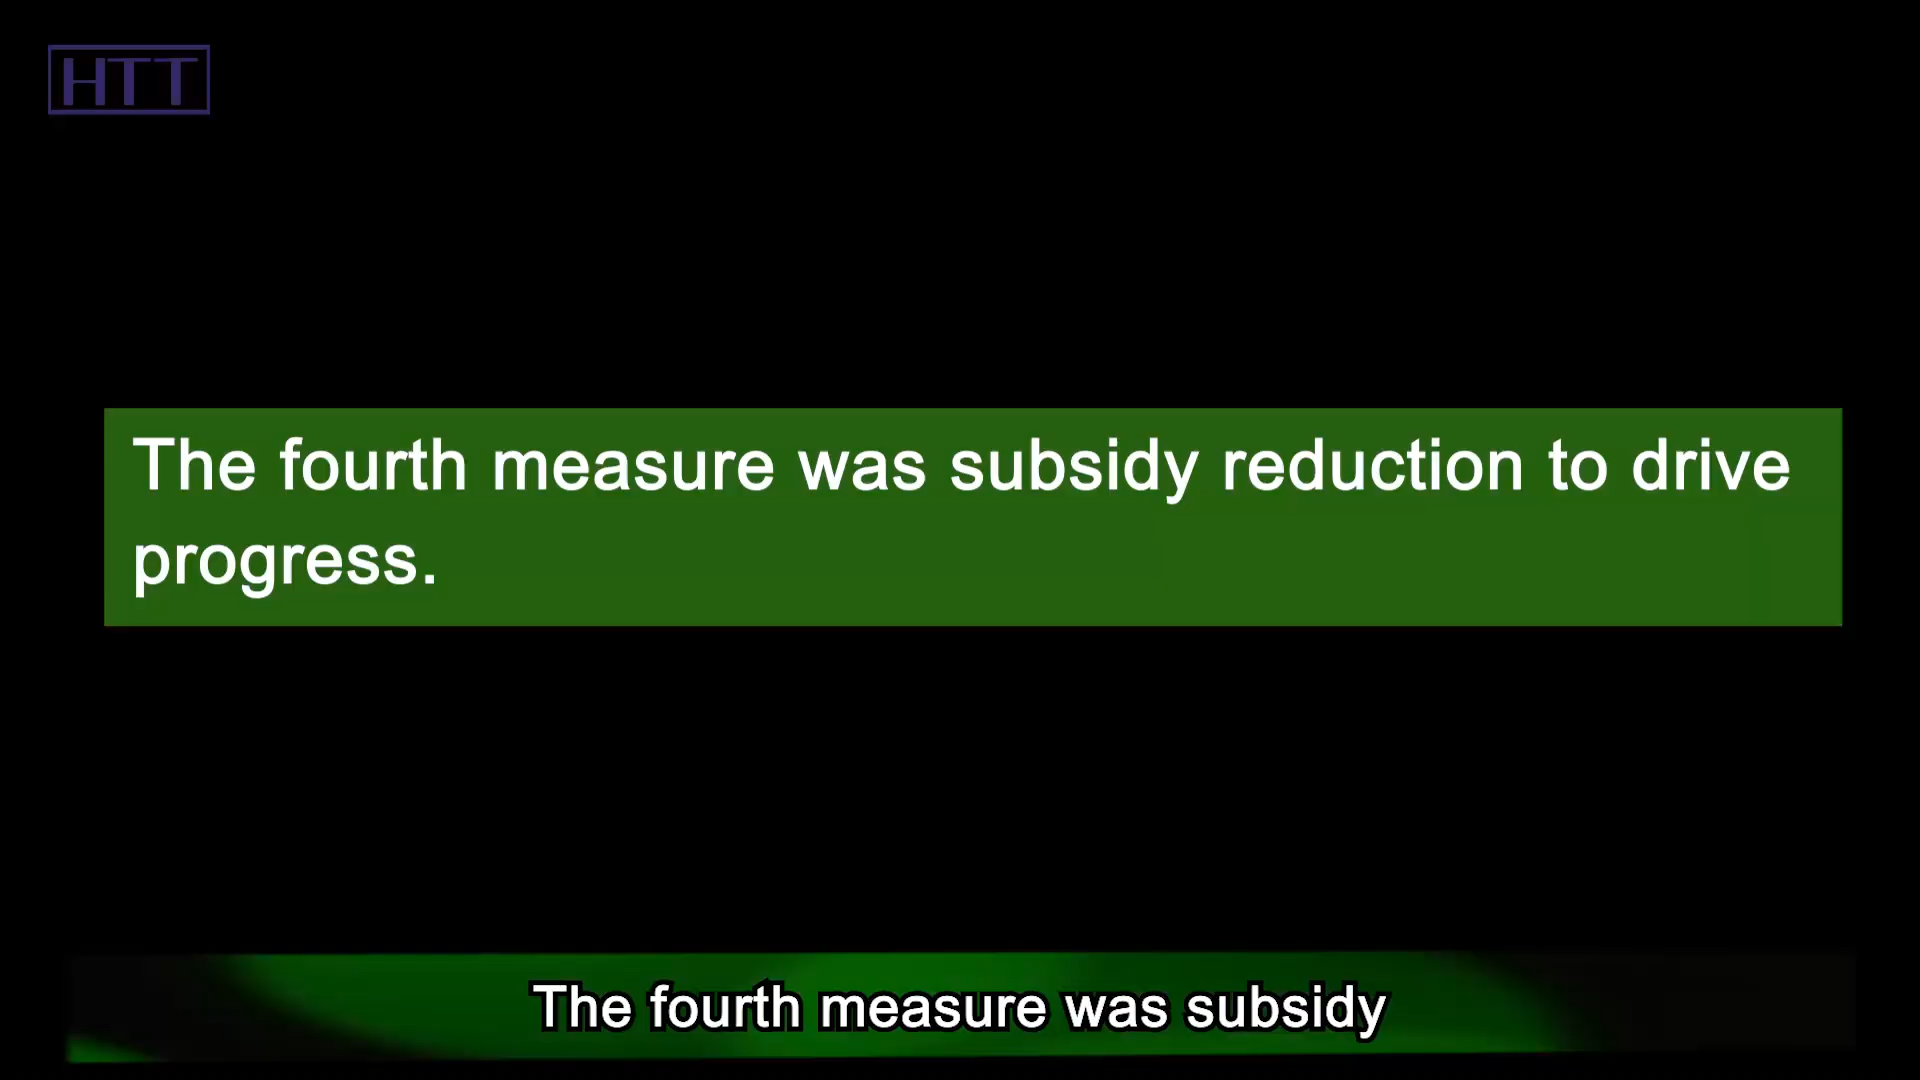 HTT
The fourth measure was subsidy reduction to drive
progress.
The fourth measure was subsidy